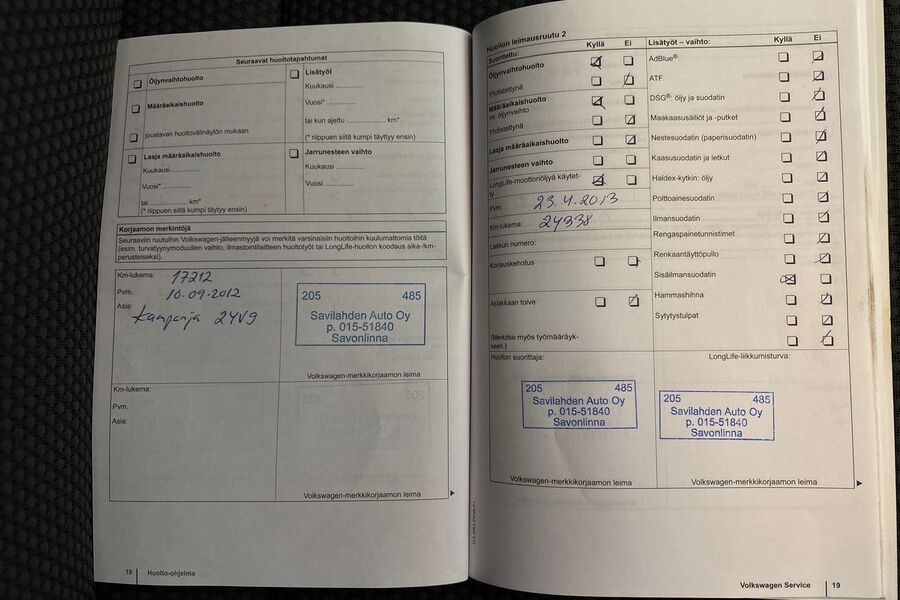 Seuraavat huoltotapahtumat
Öljynvaihtohuolto
Määräaikaishuolto
joustavan huoltovälinäytön mukaan
Laaja määräaikaishuolto
Kuukausi ............
Vuosi* ............
tai ................ km*
(* riippuen siitä kumpi täyttyy ensin)
Lisätyöt
Kuukausi ............
Vuosi* ............
tai kun ajettu ................ km*
(* riippuen siitä kumpi täyttyy ensin)
Jarrunesteen vaihto
Kuukausi ............
Vuosi ............
Korjaamon merkintöjä
Seuraaviin ruutuihin Volkswagen-jälleenmyyjä voi merkitä varsinaisiin huoltoihin kuulumattomia töitä
(esim. turvatyynymoduulien vaihto, ilmastointilaitteen huoltotyöt tai LongLife-huollon koodaus aika-/km-
perusteiseksi).
Km-lukema: 17212
Pvm. 10.09.2012
Asia: Kampanja 24V9
205 485
Savilahden Auto Oy
p. 015-51840
Savonlinna
Volkswagen-merkkikorjaamon leima
Km-lukema:
Pvm.
Asia:
Volkswagen-merkkikorjaamon leima
18 Huolto-ohjelma
Huollon leimausruutu 2
Suoritettu: Kyllä Ei
Öljynvaihtohuolto
Yhdistettynä
Määräaikaishuolto
ml. öljynvaihto
Yhdistettynä
Laaja määräaikaishuolto
Jarrunesteen vaihto
LongLife-moottoriöljyä käytet-
ty
Pvm. 23.4.2013
Km-lukema: 24338
Laskun numero:
Korjauskehotus
Asiakkaan toive
(Merkitse myös työmääräyk-
seen.)
Lisätyöt – vaihto: Kyllä Ei
AdBlue®:
ATF
DSG®: öljy ja suodatin
Maakaasusäiliöt ja -putket
Nestesuodatin (paperisuodatin)
Kaasusuodatin ja letkut
Haldex-kytkin: öljy
Polttoainesuodatin
Ilmansuodatin
Rengaspainetunnistimet
Renkaantäyttöpullo
Sisäilmansuodatin
Hammashihna
Sytytystulpat
Huollon suorittaja:
205 485
Savilahden Auto Oy
p. 015-51840
Savonlinna
Volkswagen-merkkikorjaamon leima
LongLife-liikkumisturva:
205 485
Savilahden Auto Oy
p. 015-51840
Savonlinna
Volkswagen-merkkikorjaamon leima
Volkswagen Service 19